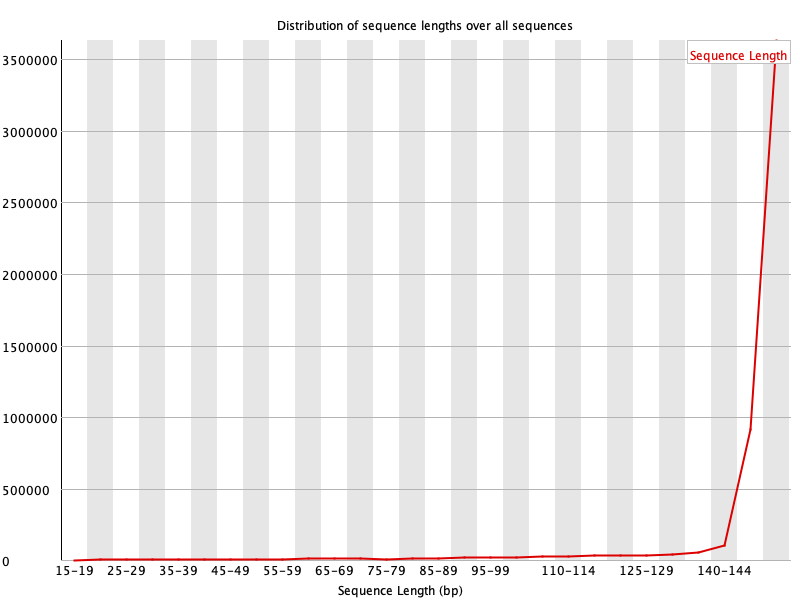 Distribution of sequence lengths over all sequences
Sequence Length
3500000
3000000
2500000
2000000
1500000
1000000
500000
0
15-19 25-29 35-39 45-49 55-59 65-69 75-79 85-89 95-99 110-114 125-129 140-144
Sequence Length (bp)